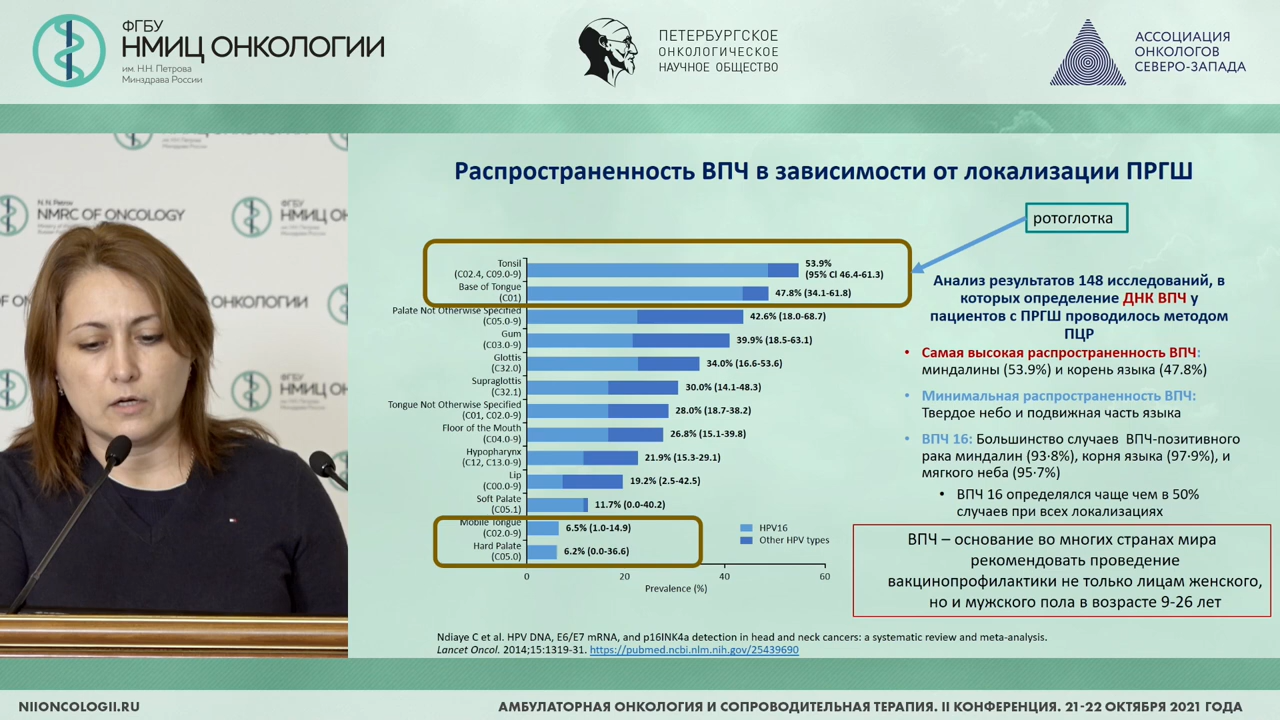 ФГБУ
НМИЦ ОНКОЛОГИИ
им. Н.Н. Петрова
Минздрава России
ПЕТЕРБУРГСКОЕ
ОНКОЛОГИЧЕСКОЕ
НАУЧНОЕ ОБЩЕСТВО
АССОЦИАЦИЯ
ОНКОЛОГОВ
СЕВЕРО-ЗАПАДА
N.N. Petrov
NMRC OF ONCOLOGY
ФГБУ
НМИЦ ОН
Распространенность ВПЧ в зависимости от локализации ПРГШ
ротоглотка
Tonsil
(C02.4, C09.0-9)
53.9%
(95% CI 46.4-61.3)
Base of Tongue
(C01)
47.8% (34.1-61.8)
Palate Not Otherwise Specified
(C05.0-9)
42.6% (18.0-68.7)
Gum
(C03.0-9)
39.9% (18.5-63.1)
Glottis
(C32.0)
34.0% (16.6-53.6)
Supraglottis
(C32.1)
30.0% (14.1-48.3)
Tongue Not Otherwise Specified
(C01, C02.0-9)
28.0% (18.7-38.2)
Floor of the Mouth
(C04.0-9)
26.8% (15.1-39.8)
Hypopharynx
(C12, C13.0-9)
21.9% (15.3-29.1)
Lip
(C00.0-9)
19.2% (2.5-42.5)
Soft Palate
(C05.1)
11.7% (0.0-40.2)
Mobile Tongue
(C02.0-9)
6.5% (1.0-14.9)
Hard Palate
(C05.0)
6.2% (0.0-36.6)
HPV16
Other HPV types
0 20 40 60
Prevalence (%)
Анализ результатов 148 исследований, в
которых определение ДНК ВПЧ у
пациентов с ПРГШ проводилось методом
ПЦР
• Самая высокая распространенность ВПЧ:
миндалины (53.9%) и корень языка (47.8%)
• Минимальная распространенность ВПЧ:
Твердое небо и подвижная часть языка
• ВПЧ 16: Большинство случаев ВПЧ-позитивного
рака миндалин (93·8%), корня языка (97·9%), и
мягкого неба (95·7%)
• ВПЧ 16 определялся чаще чем в 50%
случаев при всех локализациях
ВПЧ – основание во многих странах мира
рекомендовать проведение
вакцинопрофилактики не только лицам женского,
но и мужского пола в возрасте 9-26 лет
Ndiaye C et al. HPV DNA, E6/E7 mRNA, and p16INK4a detection in head and neck cancers: a systematic review and meta-analysis.
Lancet Oncol. 2014;15:1319-31. https://pubmed.ncbi.nlm.nih.gov/25439690
NIIONCOLOGII.RU
АМБУЛАТОРНАЯ ОНКОЛОГИЯ И СОПРОВОДИТЕЛЬНАЯ ТЕРАПИЯ. II КОНФЕРЕНЦИЯ. 21-22 ОКТЯБРЯ 2021 ГОДА